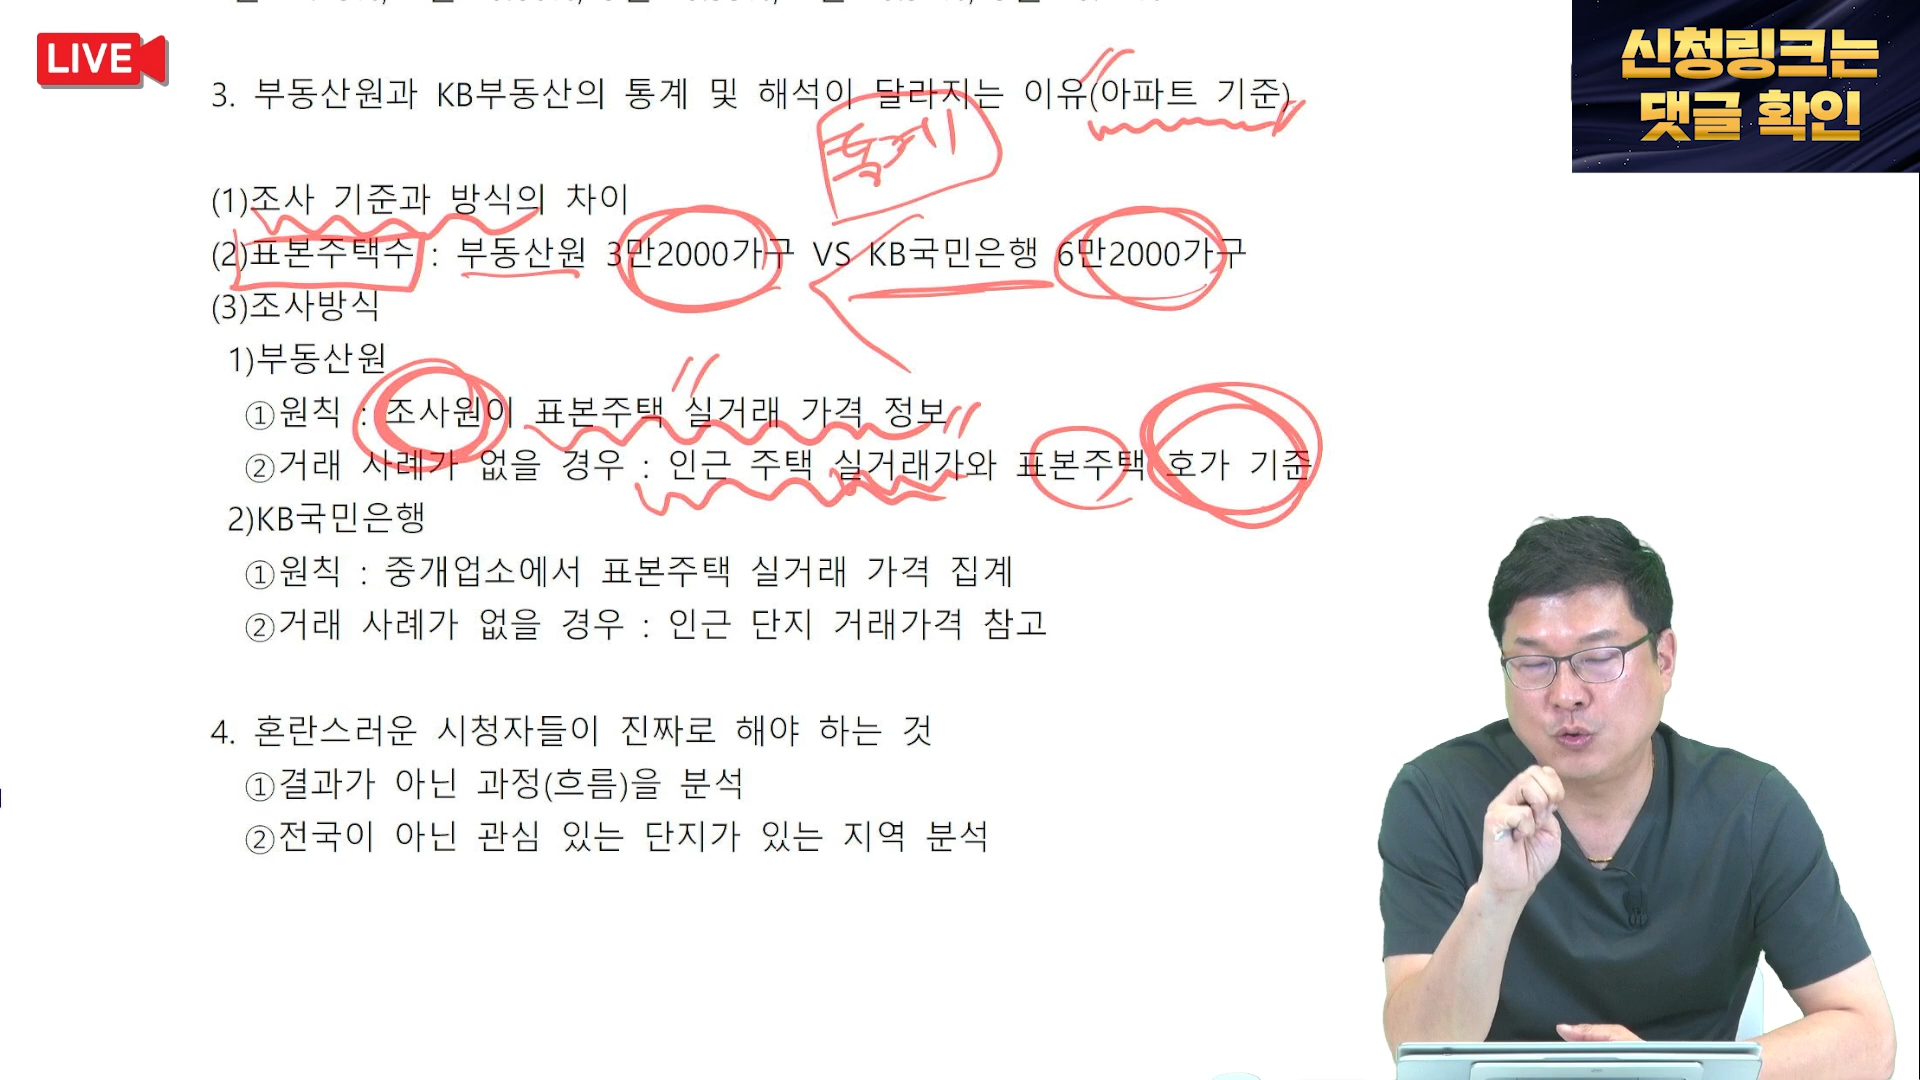 LIVE
신청링크는
댓글 확인
3. 부동산원과 KB부동산의 통계 및 해석이 달라지는 이유(아파트 기준)
통계
(1)조사 기준과 방식의 차이
(2)표본주택수 : 부동산원 3만2000가구 VS KB국민은행 6만2000가구
(3)조사방식
1)부동산원
①원칙 : 조사원이 표본주택 실거래 가격 정보
②거래 사례가 없을 경우 : 인근 주택 실거래가와 표본주택 호가 기준
2)KB국민은행
①원칙 : 중개업소에서 표본주택 실거래 가격 집계
②거래 사례가 없을 경우 : 인근 단지 거래가격 참고
4. 혼란스러운 시청자들이 진짜로 해야 하는 것
①결과가 아닌 과정(흐름)을 분석
②전국이 아닌 관심 있는 단지가 있는 지역 분석